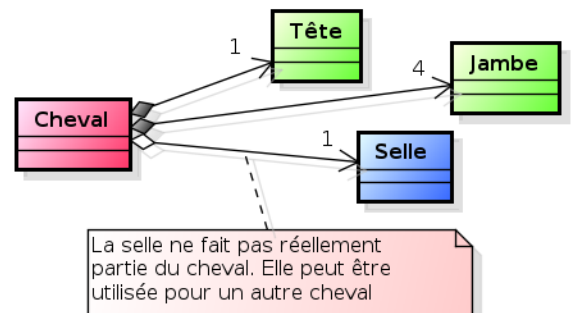 Tête
1
4
Jambe
Cheval
1
Selle
La selle ne fait pas réellement
partie du cheval. Elle peut être
utilisée pour un autre cheval